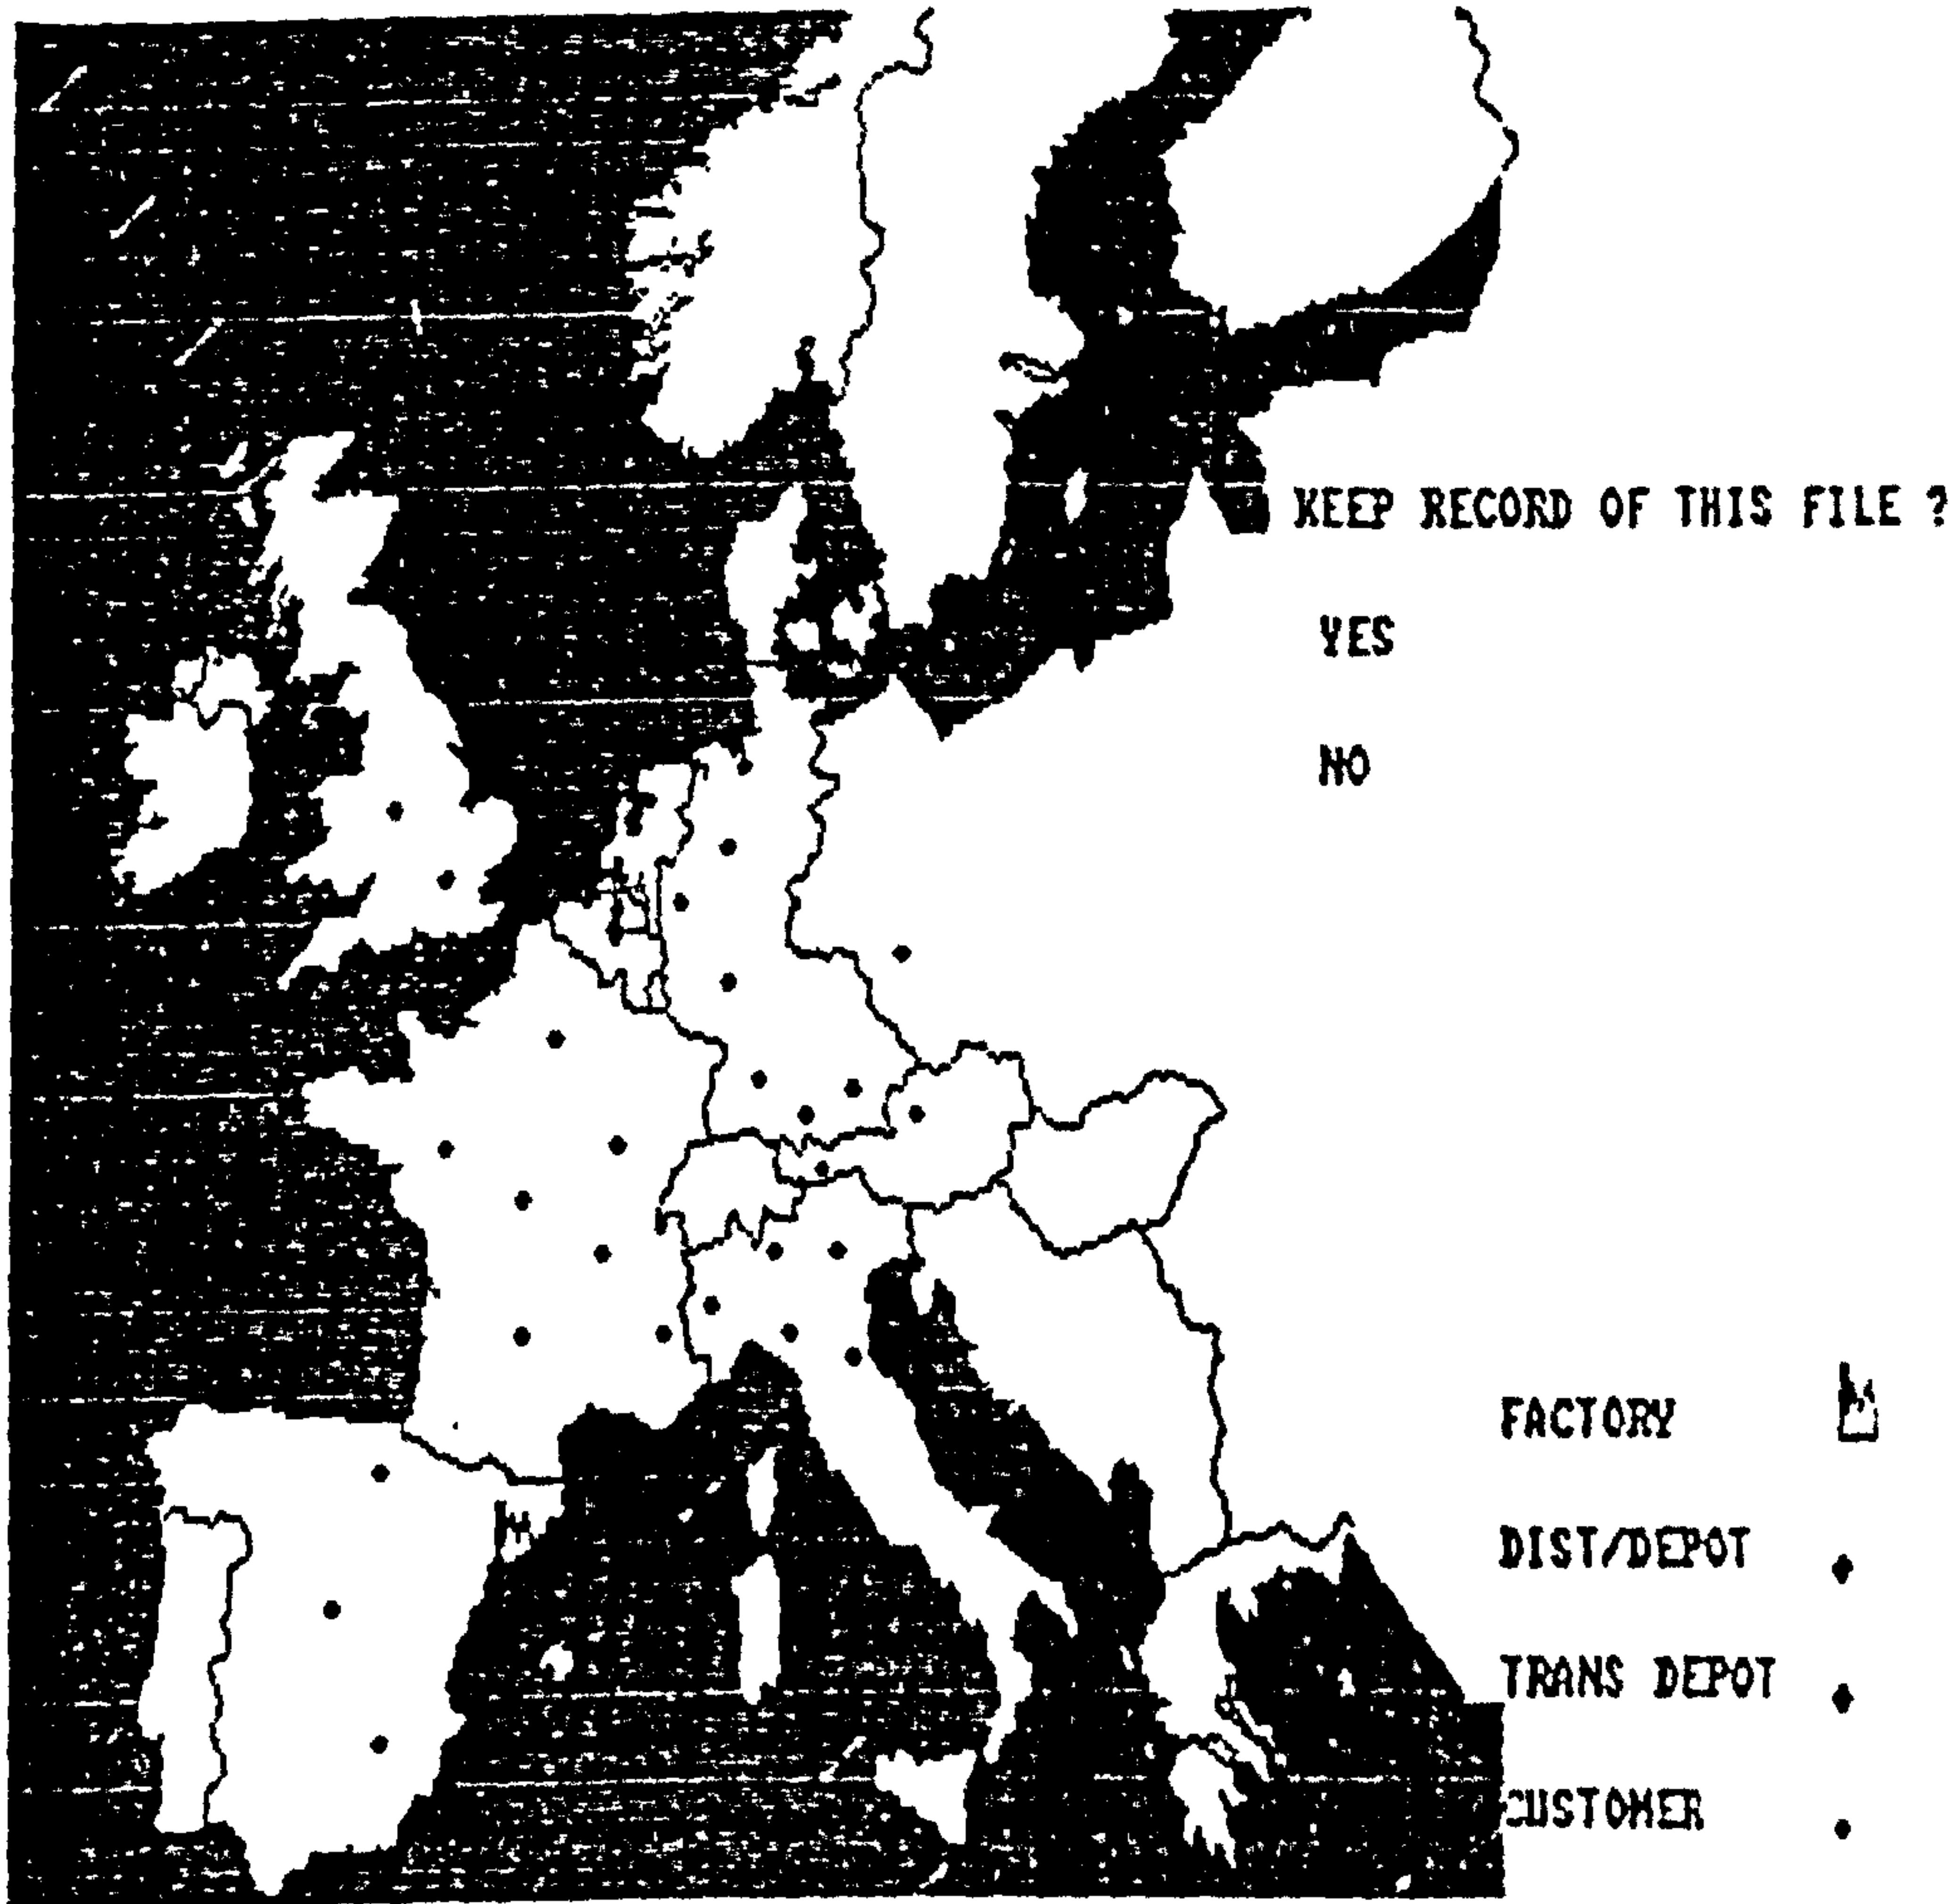 KEEP RECORD OF THIS FILE ?
YES
NO
FACTORY
DIST/DEPOT
TRANS DEPOT
CUSTOMER